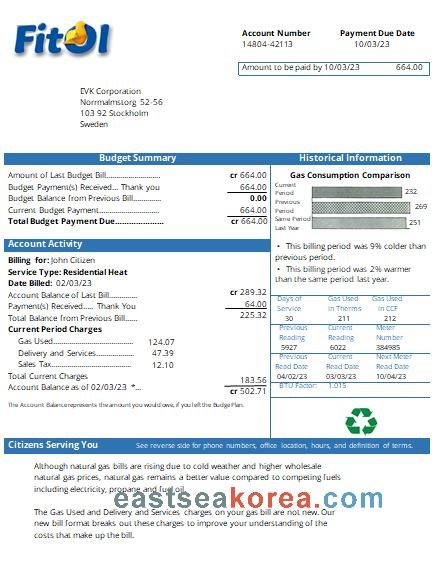 FitOl
Account Number Payment Due Date
14804-42113 10/03/23
Amount to be paid by 10/03/23 664.00
EVK Corporation
Norrmalmstorg 52-56
103 92 Stockholm
Sweden
Budget Summary
Amount of Last Budget Bill........................... cr 664.00
Budget Payment(s) Received... Thank you 664.00
Budget Balance from Previous Bill................ 0.00
Current Budget Payment............................. 664.00
Total Budget Payment Due........................ cr 664.00
Historical Information
Gas Consumption Comparison
Current Period 232
Previous Period 269
Same Period Last Year 251
• This billing period was 9% colder than
previous period.
• This billing period was 2% warmer
than the same period last year.
Account Activity
Billing for: John Citizen
Service Type: Residential Heat
Date Billed: 02/03/23
Account Balance of Last Bill.............. cr 289.32
Payment(s) Received..... Thank You 64.00
Total Balance from Previous Bill....... 225.32
Current Period Charges
Gas Used.............................. 124.07
Delivery and Services........... 47.39
Sales Tax............................... 12.10
Total Current Charges 183.56
Account Balance as of 02/03/23 *... cr 502.71
The Account Balance represents the amount you would owe, if you left the Budget Plan.
Days of Service Gas Used In Therms Gas Used In CCF
30 211 212
Previous Reading Current Reading Meter Number
5927 6022 384985
Previous Read Date Current Read Date Next Meter Read Date
04/02/23 03/03/23 10/04/23
BTU Factor: 1.015
Citizens Serving You See reverse side for phone numbers, office location, hours, and definition of terms.
Although natural gas bills are rising due to cold weather and higher wholesale
natural gas prices, natural gas remains a better value compared to competing fuels
including electricity, propane and fuel oil.
eastseakorea.com
The Gas Used and Delivery and Services charges on your gas bill are not new. Our
new bill format breaks out these charges to improve your understanding of the
costs that make up the bill.